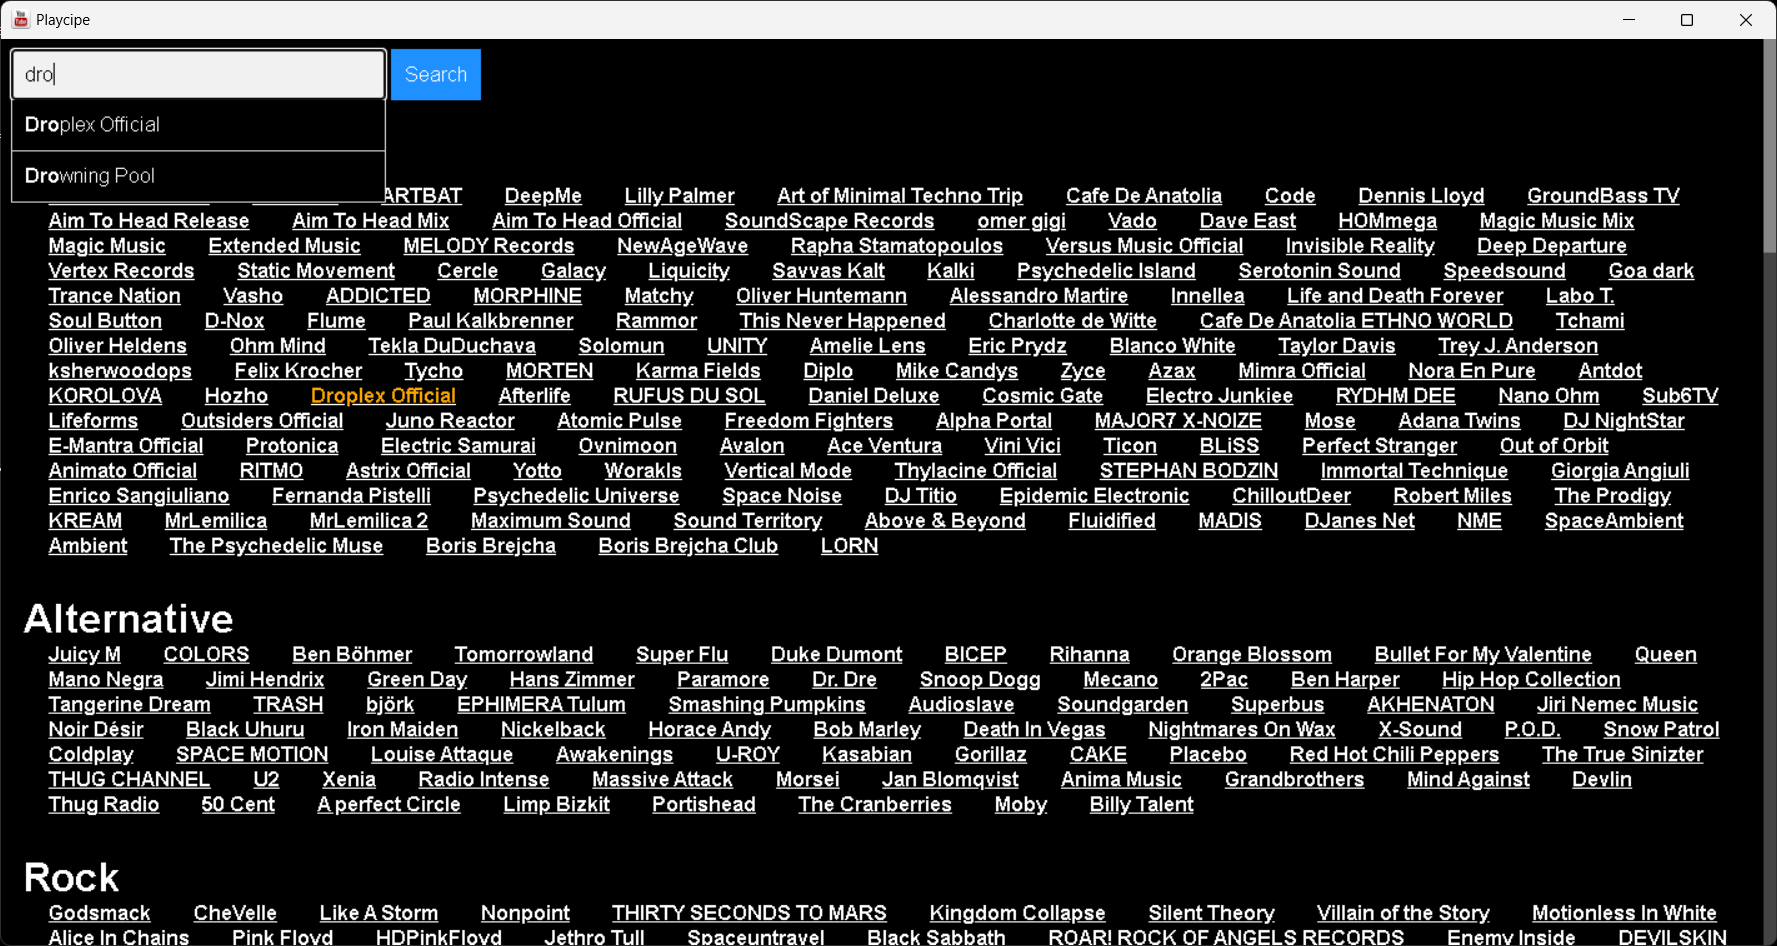 Playcipe
dro Search
Droplex Official
Drowning Pool
ARTBAT DeepMe Lilly Palmer Art of Minimal Techno Trip Cafe De Anatolia Code Dennis Lloyd GroundBass TV
Aim To Head Release Aim To Head Mix Aim To Head Official SoundScape Records omer gigi Vado Dave East HOMmega Magic Music Mix
Magic Music Extended Music MELODY Records NewAgeWave Rapha Stamatopoulos Versus Music Official Invisible Reality Deep Departure
Vertex Records Static Movement Cercle Galacy Liquicity Savvas Kalt Kalki Psychedelic Island Serotonin Sound Speedsound Goa dark
Trance Nation Vasho ADDICTED MORPHINE Matchy Oliver Huntemann Alessandro Martire Innellea Life and Death Forever Labo T.
Soul Button D-Nox Flume Paul Kalkbrenner Rammor This Never Happened Charlotte de Witte Cafe De Anatolia ETHNO WORLD Tchami
Oliver Heldens Ohm Mind Tekla DuDuchava Solomun UNITY Amelie Lens Eric Prydz Blanco White Taylor Davis Trey J. Anderson
ksherwoodops Felix Krocher Tycho MORTEN Karma Fields Diplo Mike Candys Zyce Azax Mimra Official Nora En Pure Antdot
KOROLOVA Hozho Droplex Official Afterlife RUFUS DU SOL Daniel Deluxe Cosmic Gate Electro Junkiee RYDHM DEE Nano Ohm Sub6TV
Lifeforms Outsiders Official Juno Reactor Atomic Pulse Freedom Fighters Alpha Portal MAJOR7 X-NOIZE Mose Adana Twins DJ NightStar
E-Mantra Official Protonica Electric Samurai Ovnimoon Avalon Ace Ventura Vini Vici Ticon BLiSS Perfect Stranger Out of Orbit
Animato Official RITMO Astrix Official Yotto Worakls Vertical Mode Thylacine Official STEPHAN BODZIN Immortal Technique Giorgia Angiuli
Enrico Sangiuliano Fernanda Pistelli Psychedelic Universe Space Noise DJ Titio Epidemic Electronic ChilloutDeer Robert Miles The Prodigy
KREAM MrLemilica MrLemilica 2 Maximum Sound Sound Territory Above & Beyond Fluidified MADIS DJanes Net NME SpaceAmbient
Ambient The Psychedelic Muse Boris Brejcha Boris Brejcha Club LORN
Alternative
Juicy M COLORS Ben Böhmer Tomorrowland Super Flu Duke Dumont BICEP Rihanna Orange Blossom Bullet For My Valentine Queen
Mano Negra Jimi Hendrix Green Day Hans Zimmer Paramore Dr. Dre Snoop Dogg Mecano 2Pac Ben Harper Hip Hop Collection
Tangerine Dream TRASH björk EPHIMERA Tulum Smashing Pumpkins Audioslave Soundgarden Superbus AKHENATON Jiri Nemec Music
Noir Désir Black Uhuru Iron Maiden Nickelback Horace Andy Bob Marley Death In Vegas Nightmares On Wax X-Sound P.O.D. Snow Patrol
Coldplay SPACE MOTION Louise Attaque Awakenings U-ROY Kasabian Gorillaz CAKE Placebo Red Hot Chili Peppers The True Sinizter
THUG CHANNEL U2 Xenia Radio Intense Massive Attack Morsei Jan Blomqvist Anima Music Grandbrothers Mind Against Devlin
Thug Radio 50 Cent A perfect Circle Limp Bizkit Portishead The Cranberries Moby Billy Talent
Rock
Godsmack CheVelle Like A Storm Nonpoint THIRTY SECONDS TO MARS Kingdom Collapse Silent Theory Villain of the Story Motionless In White
Alice In Chains Pink Floyd HDPinkFloyd Jethro Tull Spaceuntravel Black Sabbath ROAR! ROCK OF ANGELS RECORDS Enemy Inside DEVILSKIN